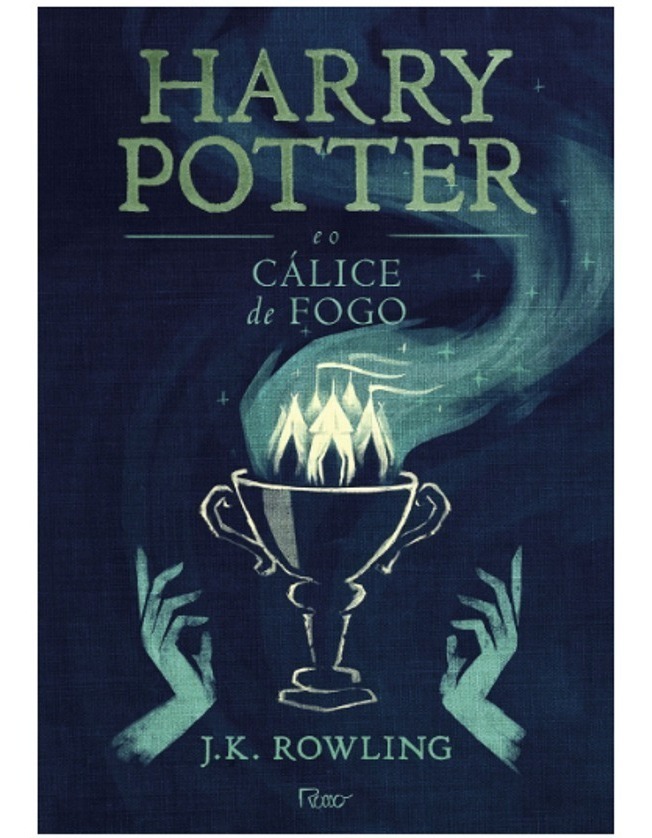 HARRY
POTTER
e o
CÁLICE
de FOGO
J.K. ROWLING
Rocco